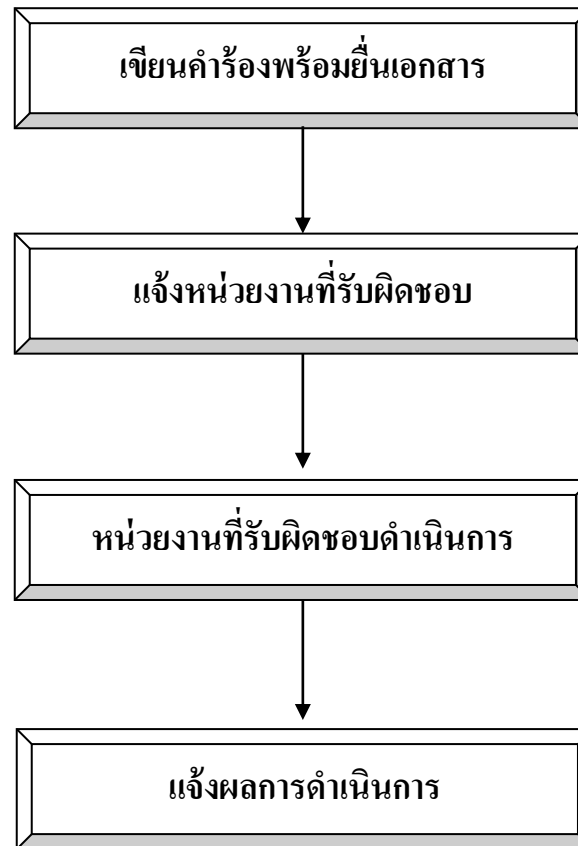 เขียนคำร้องพร้อมยื่นเอกสาร
แจ้งหน่วยงานที่รับผิดชอบ
หน่วยงานที่รับผิดชอบดำเนินการ
แจ้งผลการดำเนินการ